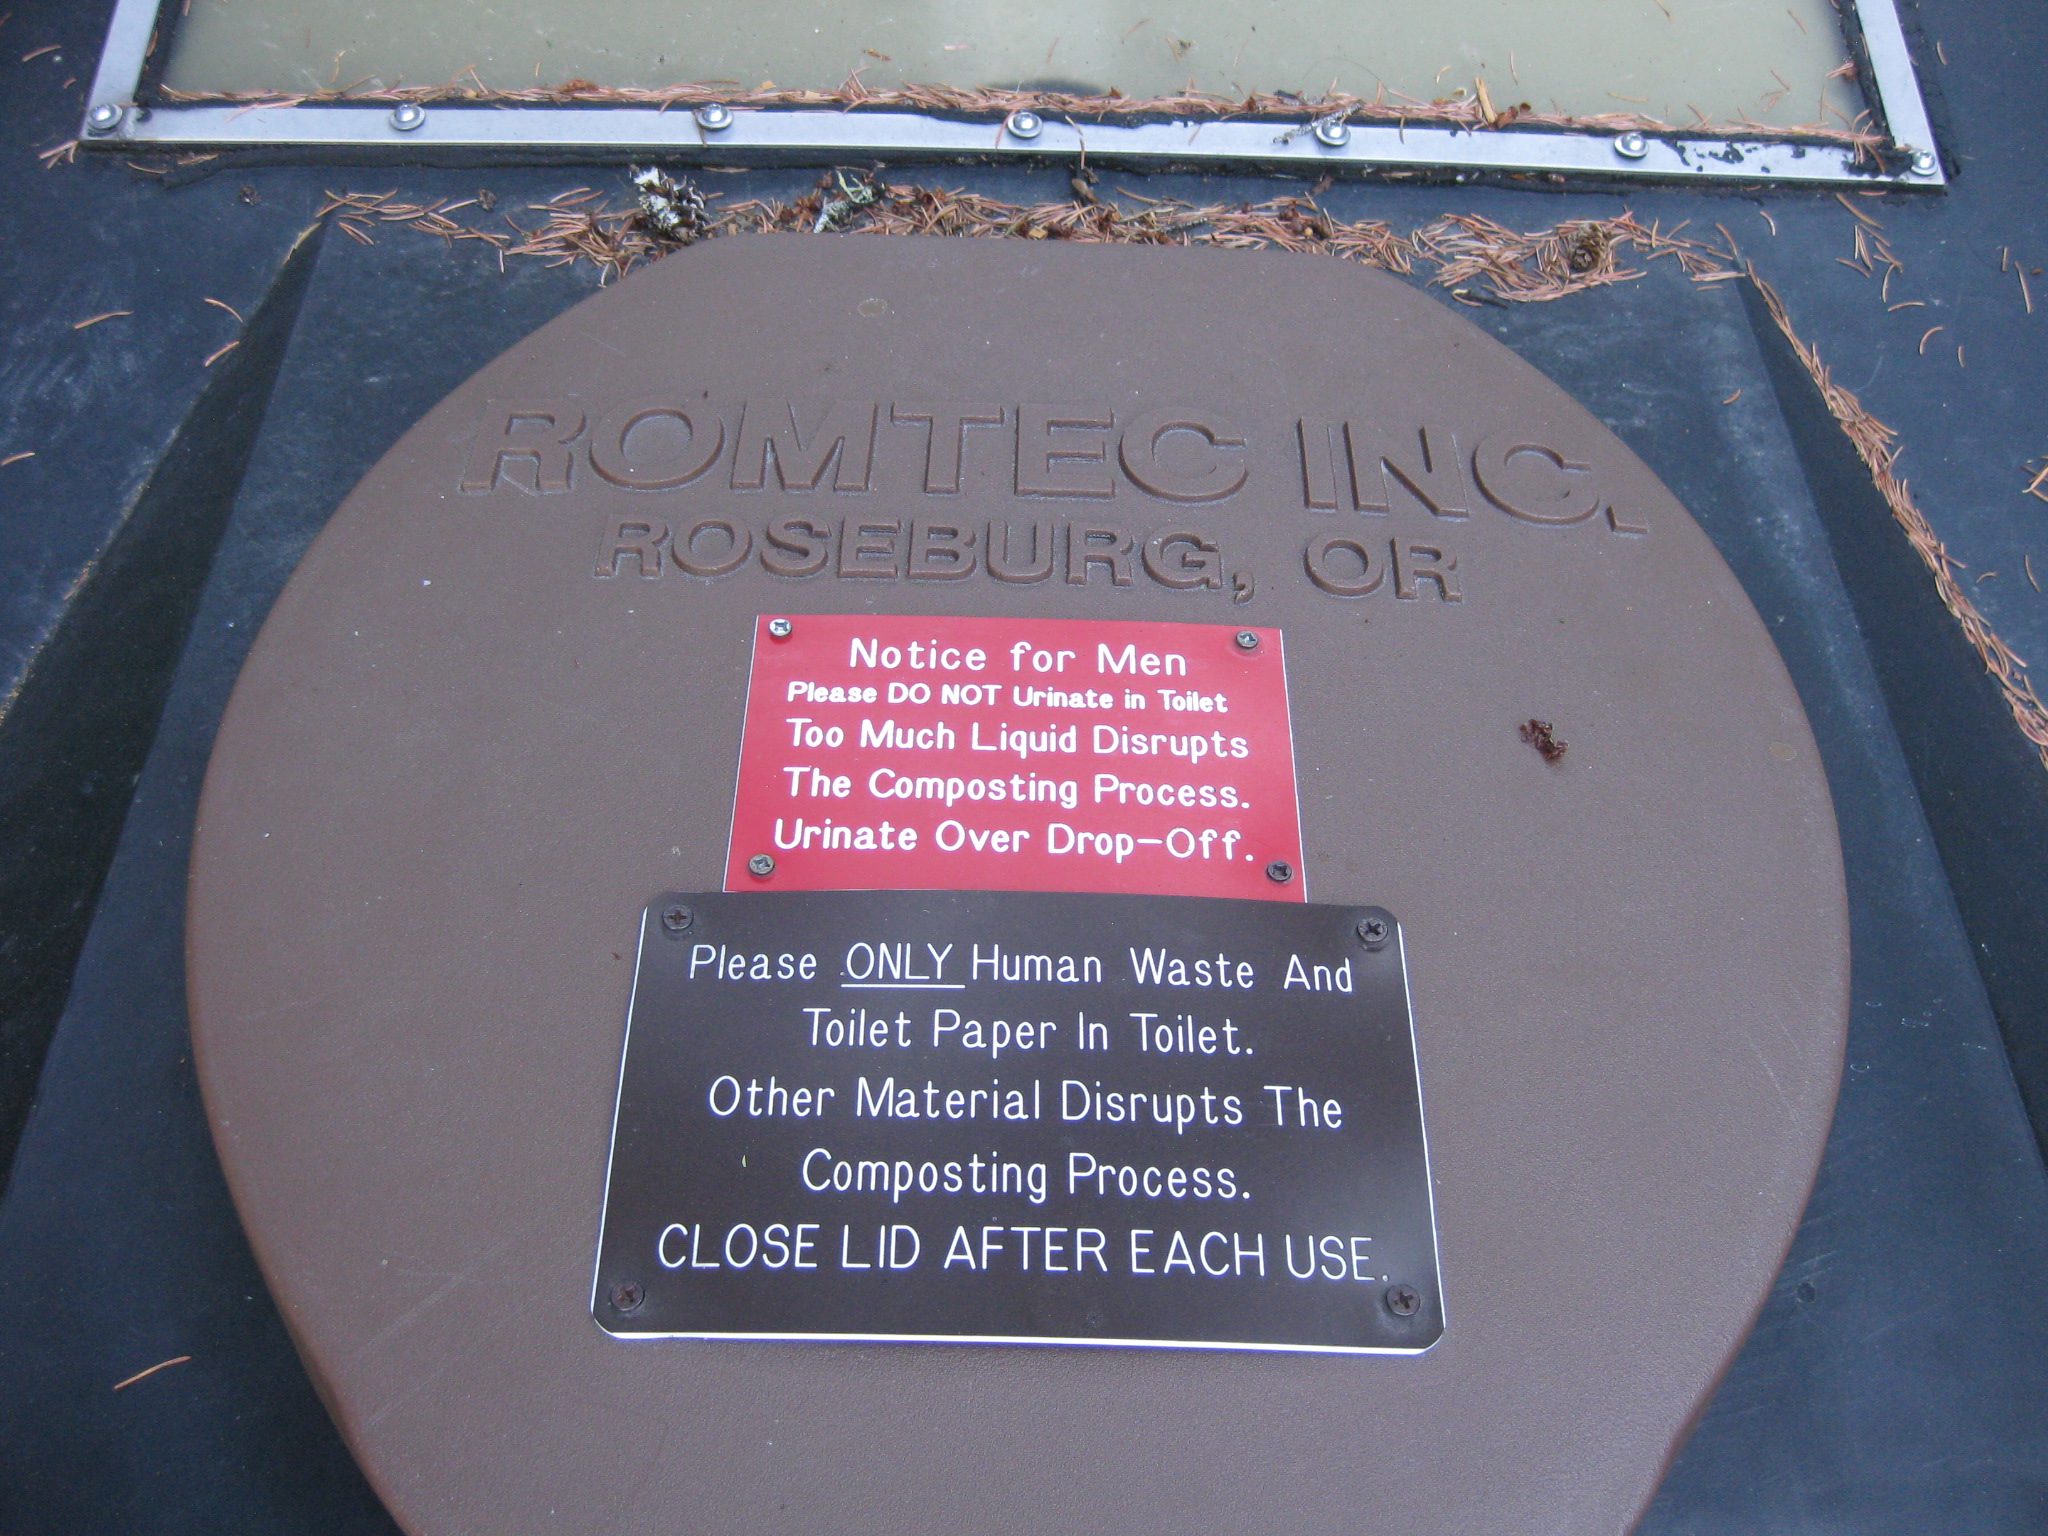 ROMTEC INC.
ROSEBURG, OR
Notice for Men
Please DO NOT Urinate in Toilet
Too Much Liquid Disrupts
The Composting Process.
Urinate Over Drop-Off.
Please ONLY Human Waste And
Toilet Paper In Toilet.
Other Material Disrupts The
Composting Process.
CLOSE LID AFTER EACH USE.